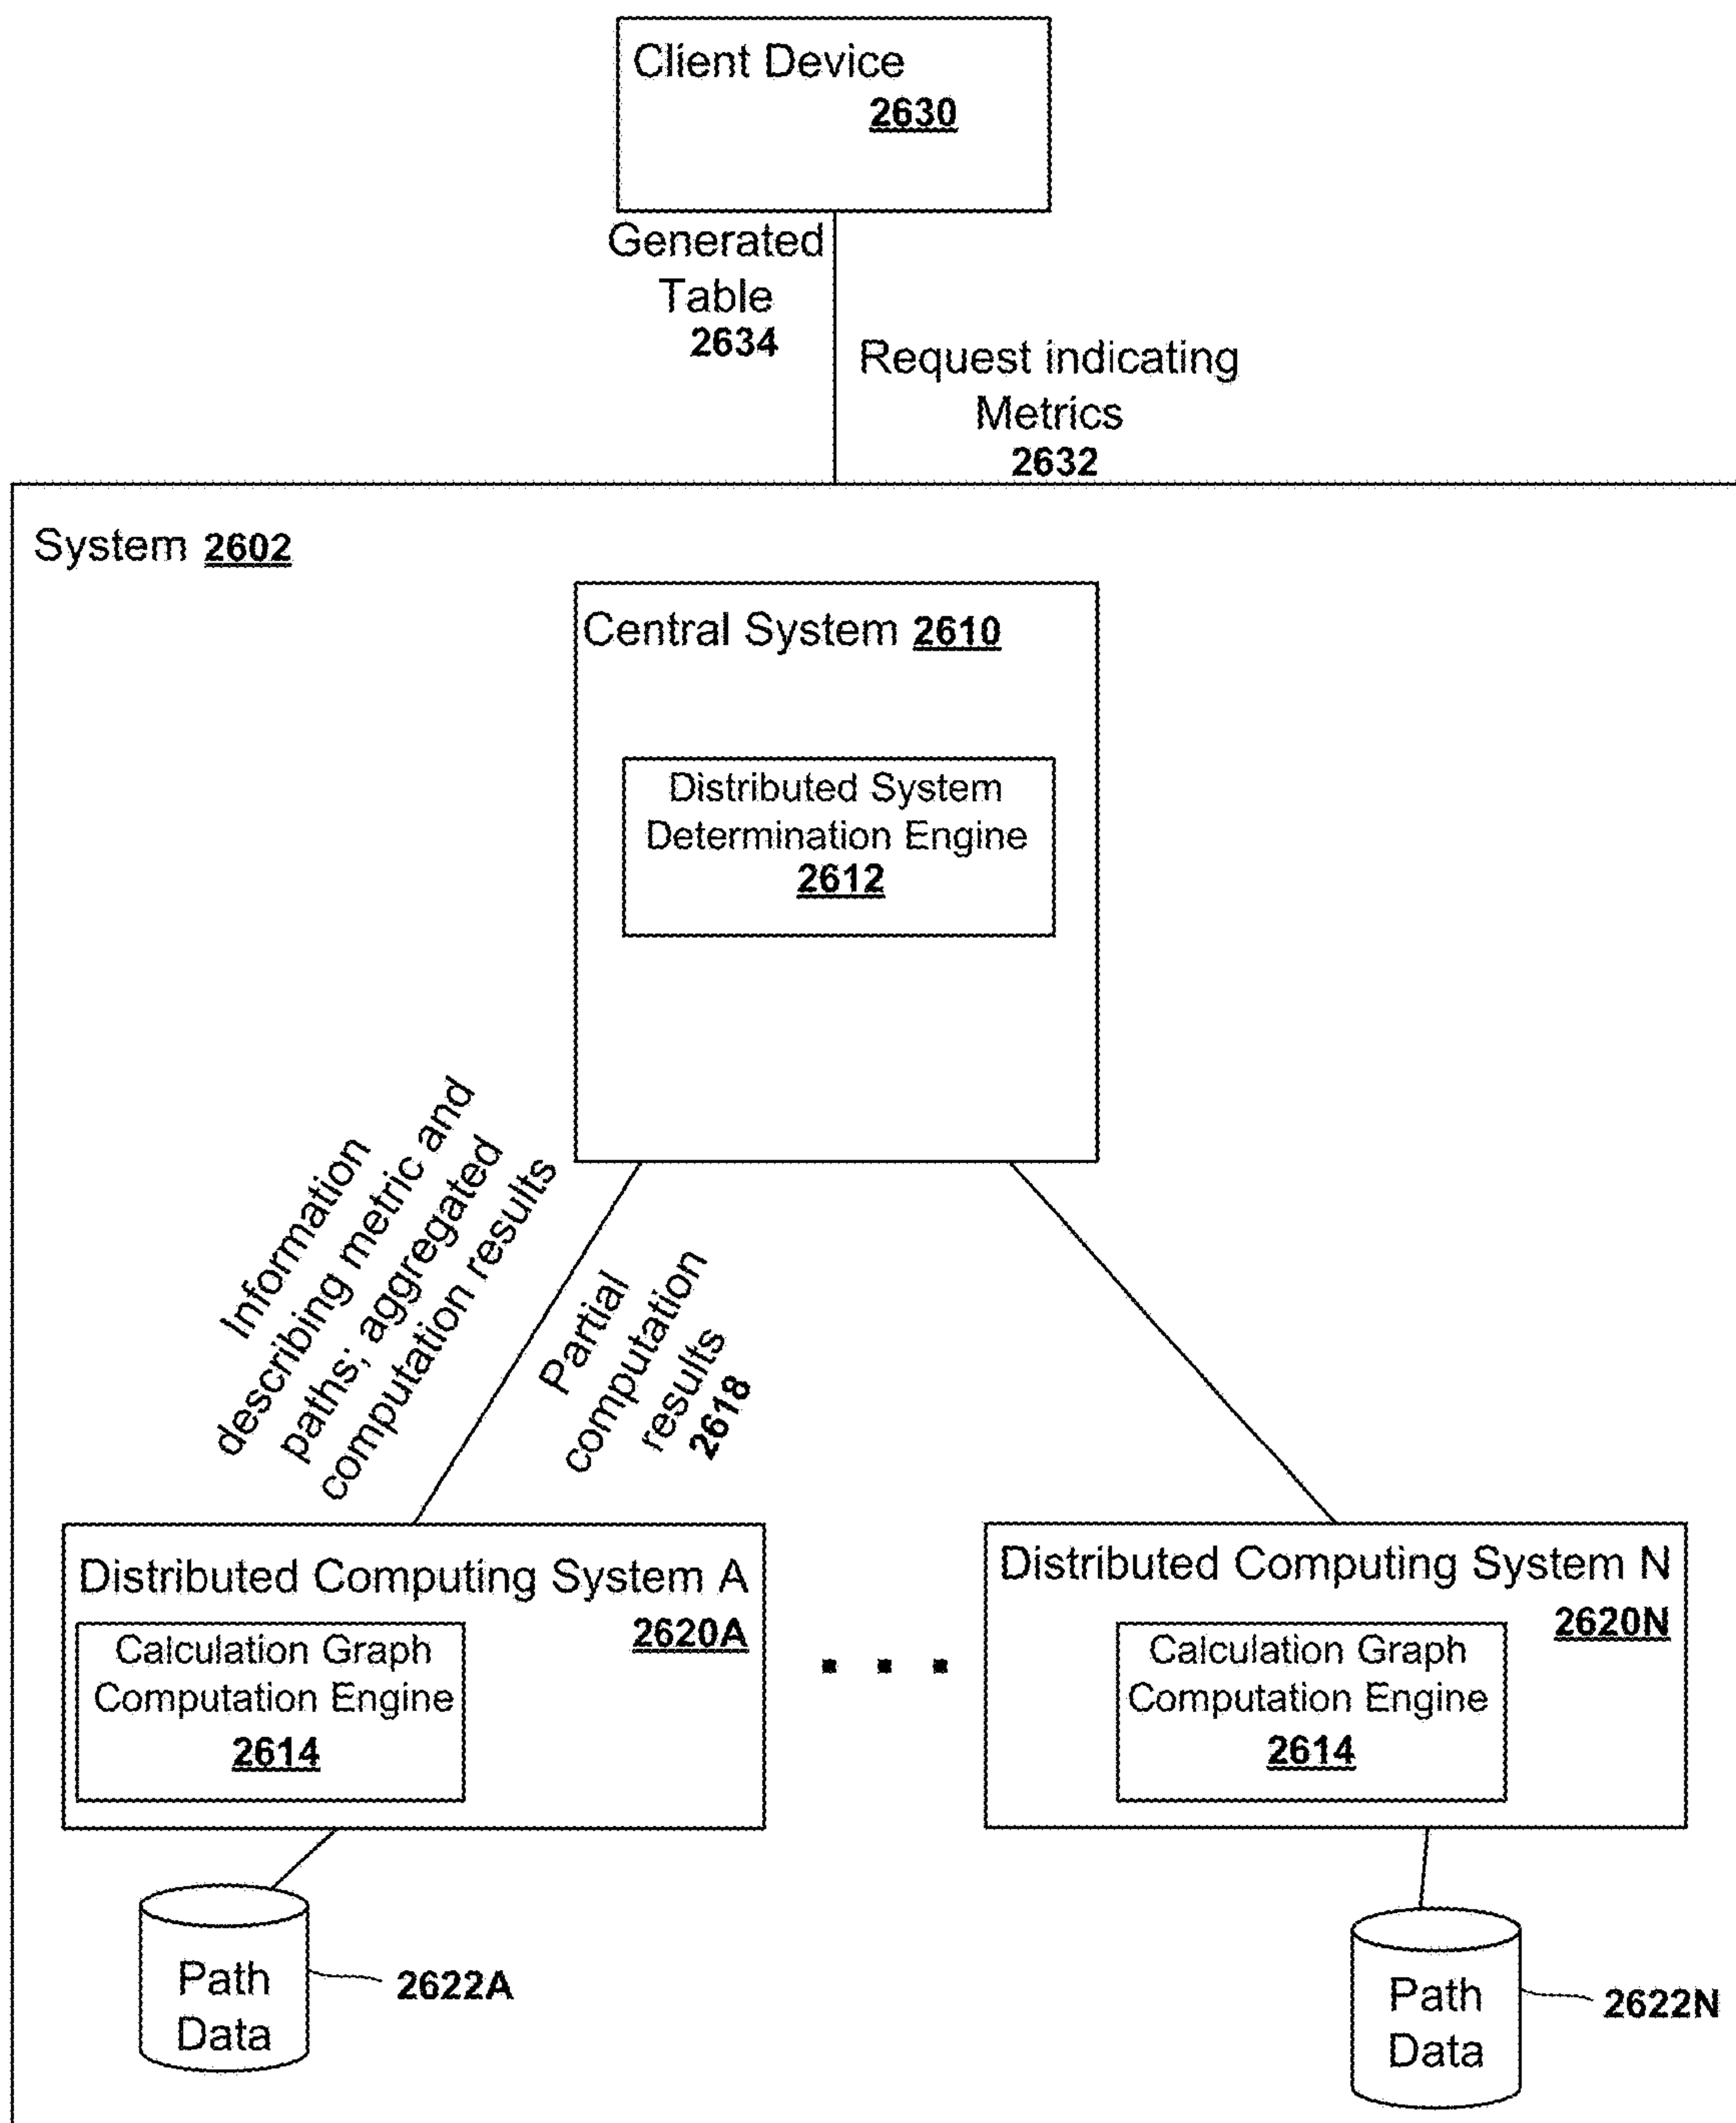 Client Device
2630
Generated
Table
2634
Request indicating
Metrics
2632
System 2602
Central System 2610
Distributed System
Determination Engine
2612
Information
describing metric and
paths; aggregated
computation results
Partial
computation
results
2618
Distributed Computing System A
2620A
Calculation Graph
Computation Engine
2614
Distributed Computing System N
2620N
Calculation Graph
Computation Engine
2614
Path
Data
2622A
Path
Data
2622N